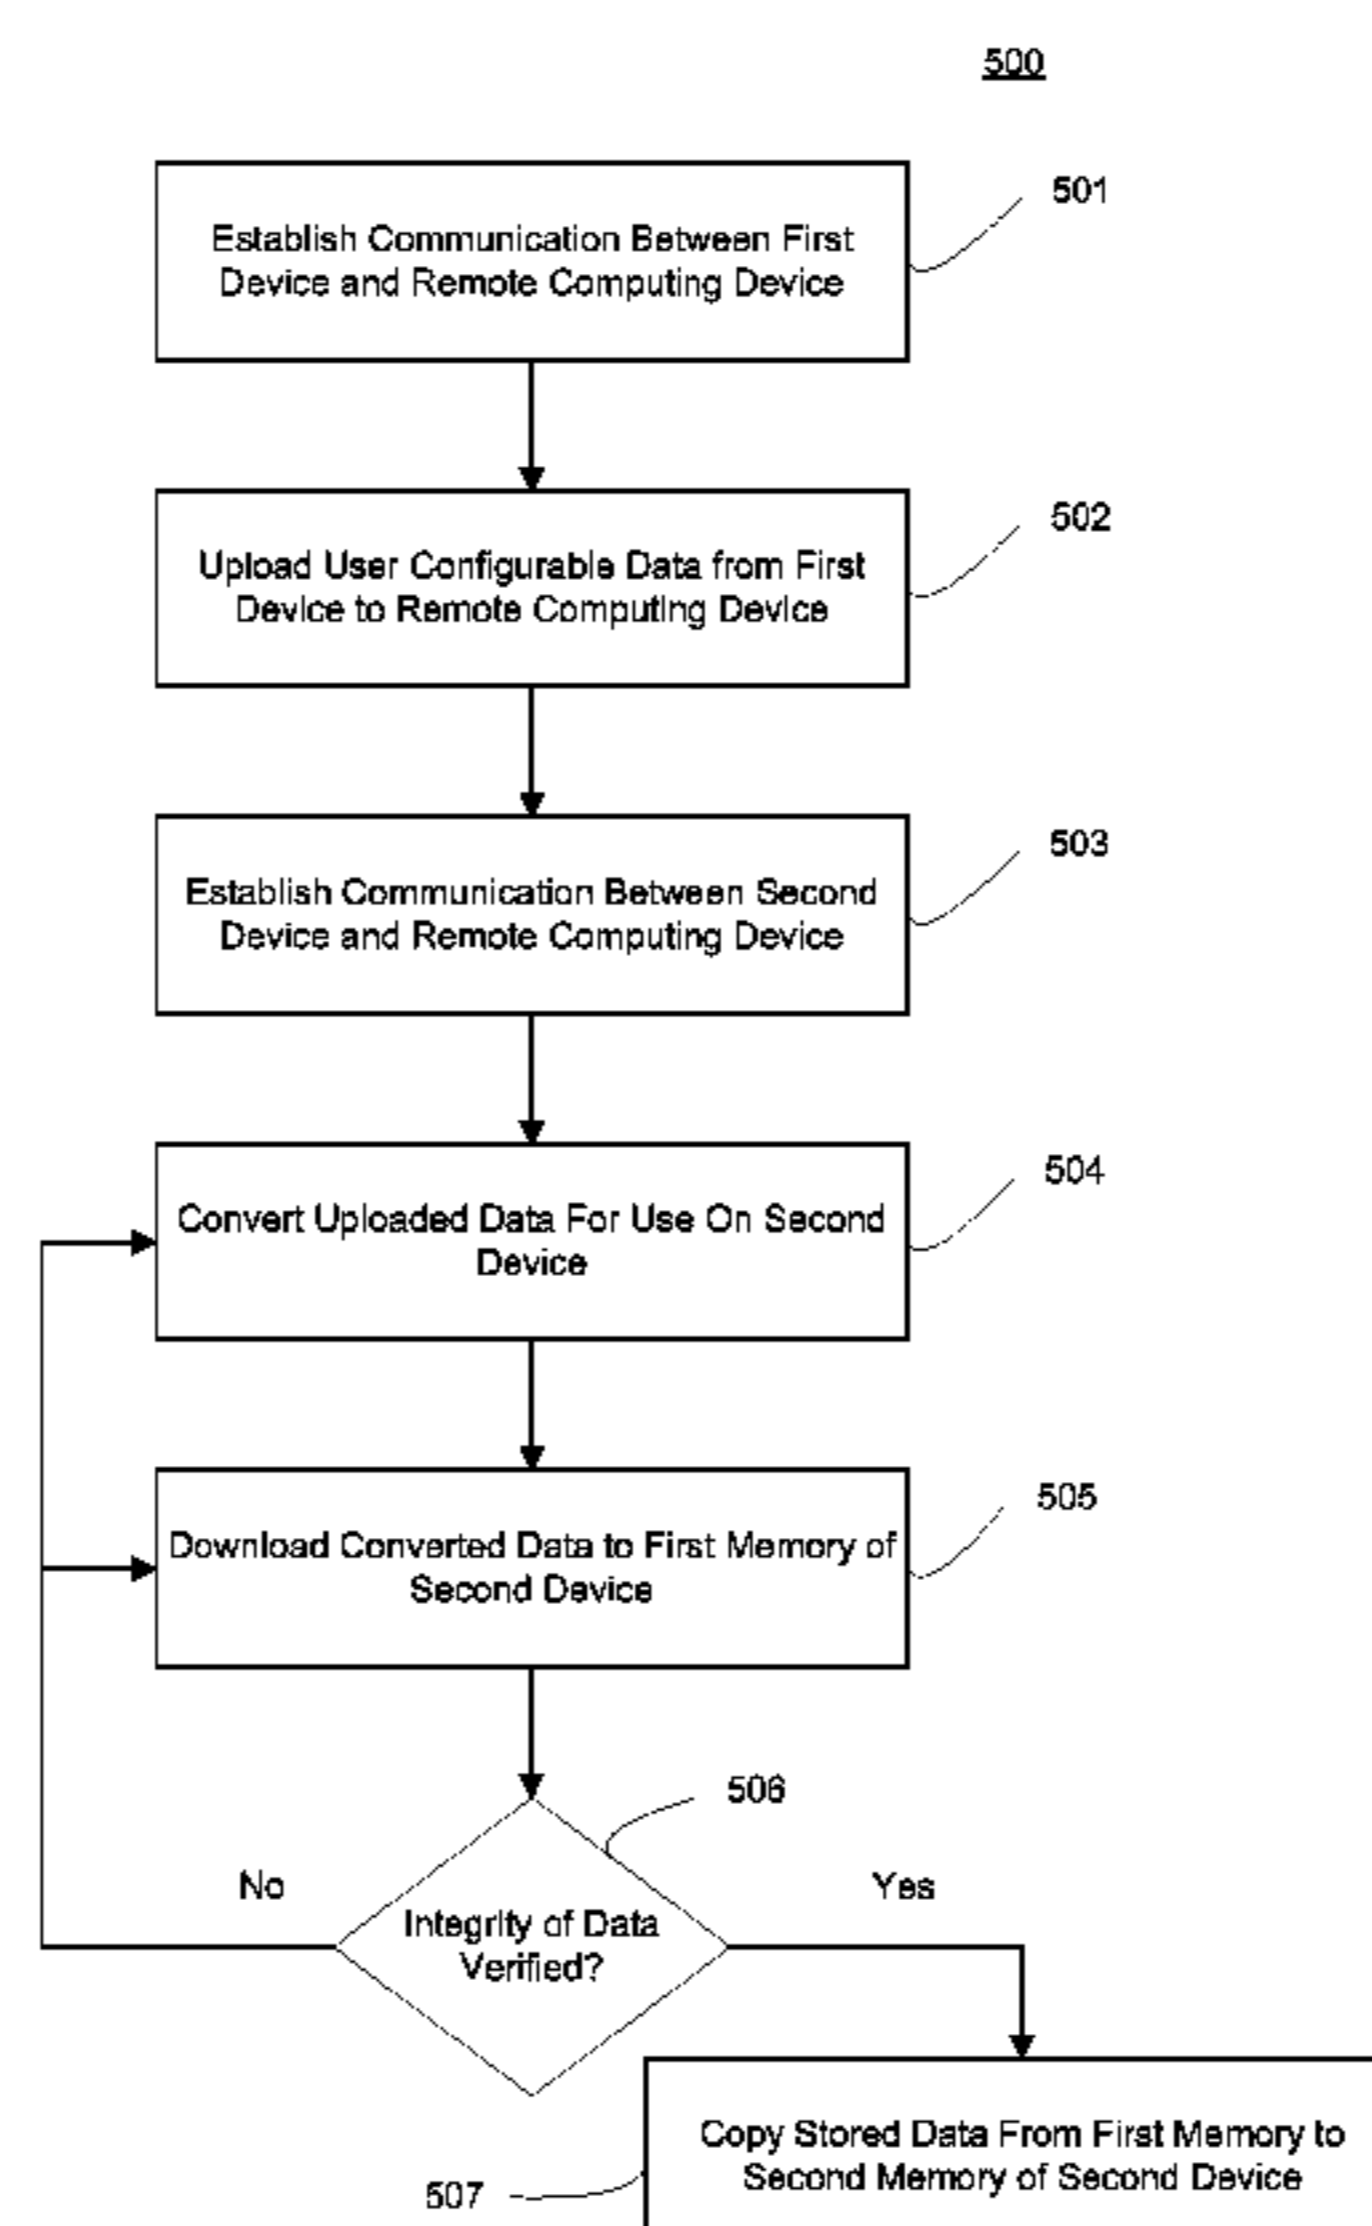 500
501
Establish Communication Between First
Device and Remote Computing Device
502
Upload User Configurable Data from First
Device to Remote Computing Device
503
Establish Communication Between Second
Device and Remote Computing Device
504
Convert Uploaded Data For Use On Second
Device
505
Download Converted Data to First Memory of
Second Device
506
No
Yes
Integrity of Data
Verified?
Copy Stored Data From First Memory to
Second Memory of Second Device
507